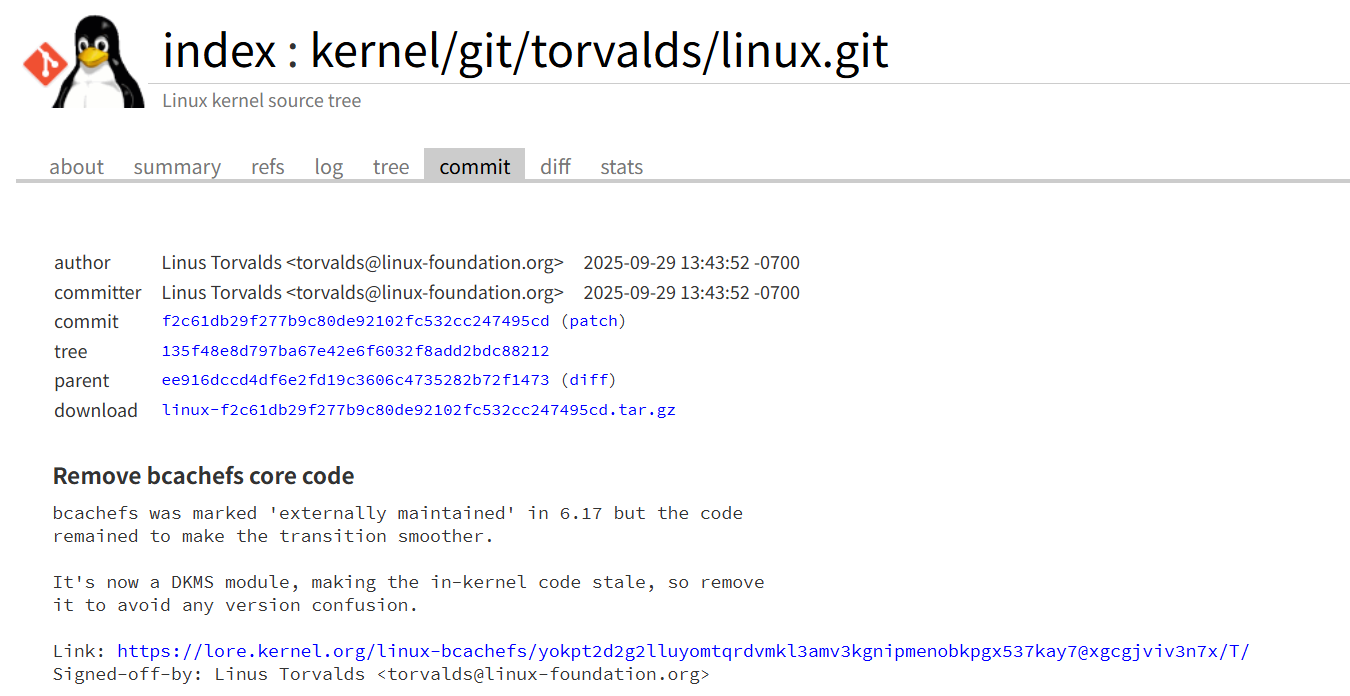 index : kernel/git/torvalds/linux.git
Linux kernel source tree
about summary refs log tree commit diff stats
author Linus Torvalds <torvalds@linux-foundation.org> 2025-09-29 13:43:52 -0700
committer Linus Torvalds <torvalds@linux-foundation.org> 2025-09-29 13:43:52 -0700
commit f2c61db29f277b9c80de92102fc532cc247495cd (patch)
tree 135f48e8d797ba67e42e6f6032f8add2bdc88212
parent ee916dccd4df6e2fd19c3606c4735282b72f1473 (diff)
download linux-f2c61db29f277b9c80de92102fc532cc247495cd.tar.gz
Remove bcachefs core code
bcachefs was marked 'externally maintained' in 6.17 but the code
remained to make the transition smoother.
It's now a DKMS module, making the in-kernel code stale, so remove
it to avoid any version confusion.
Link: https://lore.kernel.org/linux-bcachefs/yokpt2d2g2lluyomtqrdvmkl3amv3kgnipmenobkpgx537kay7@xgcgjviv3n7x/T/
Signed-off-by: Linus Torvalds <torvalds@linux-foundation.org>